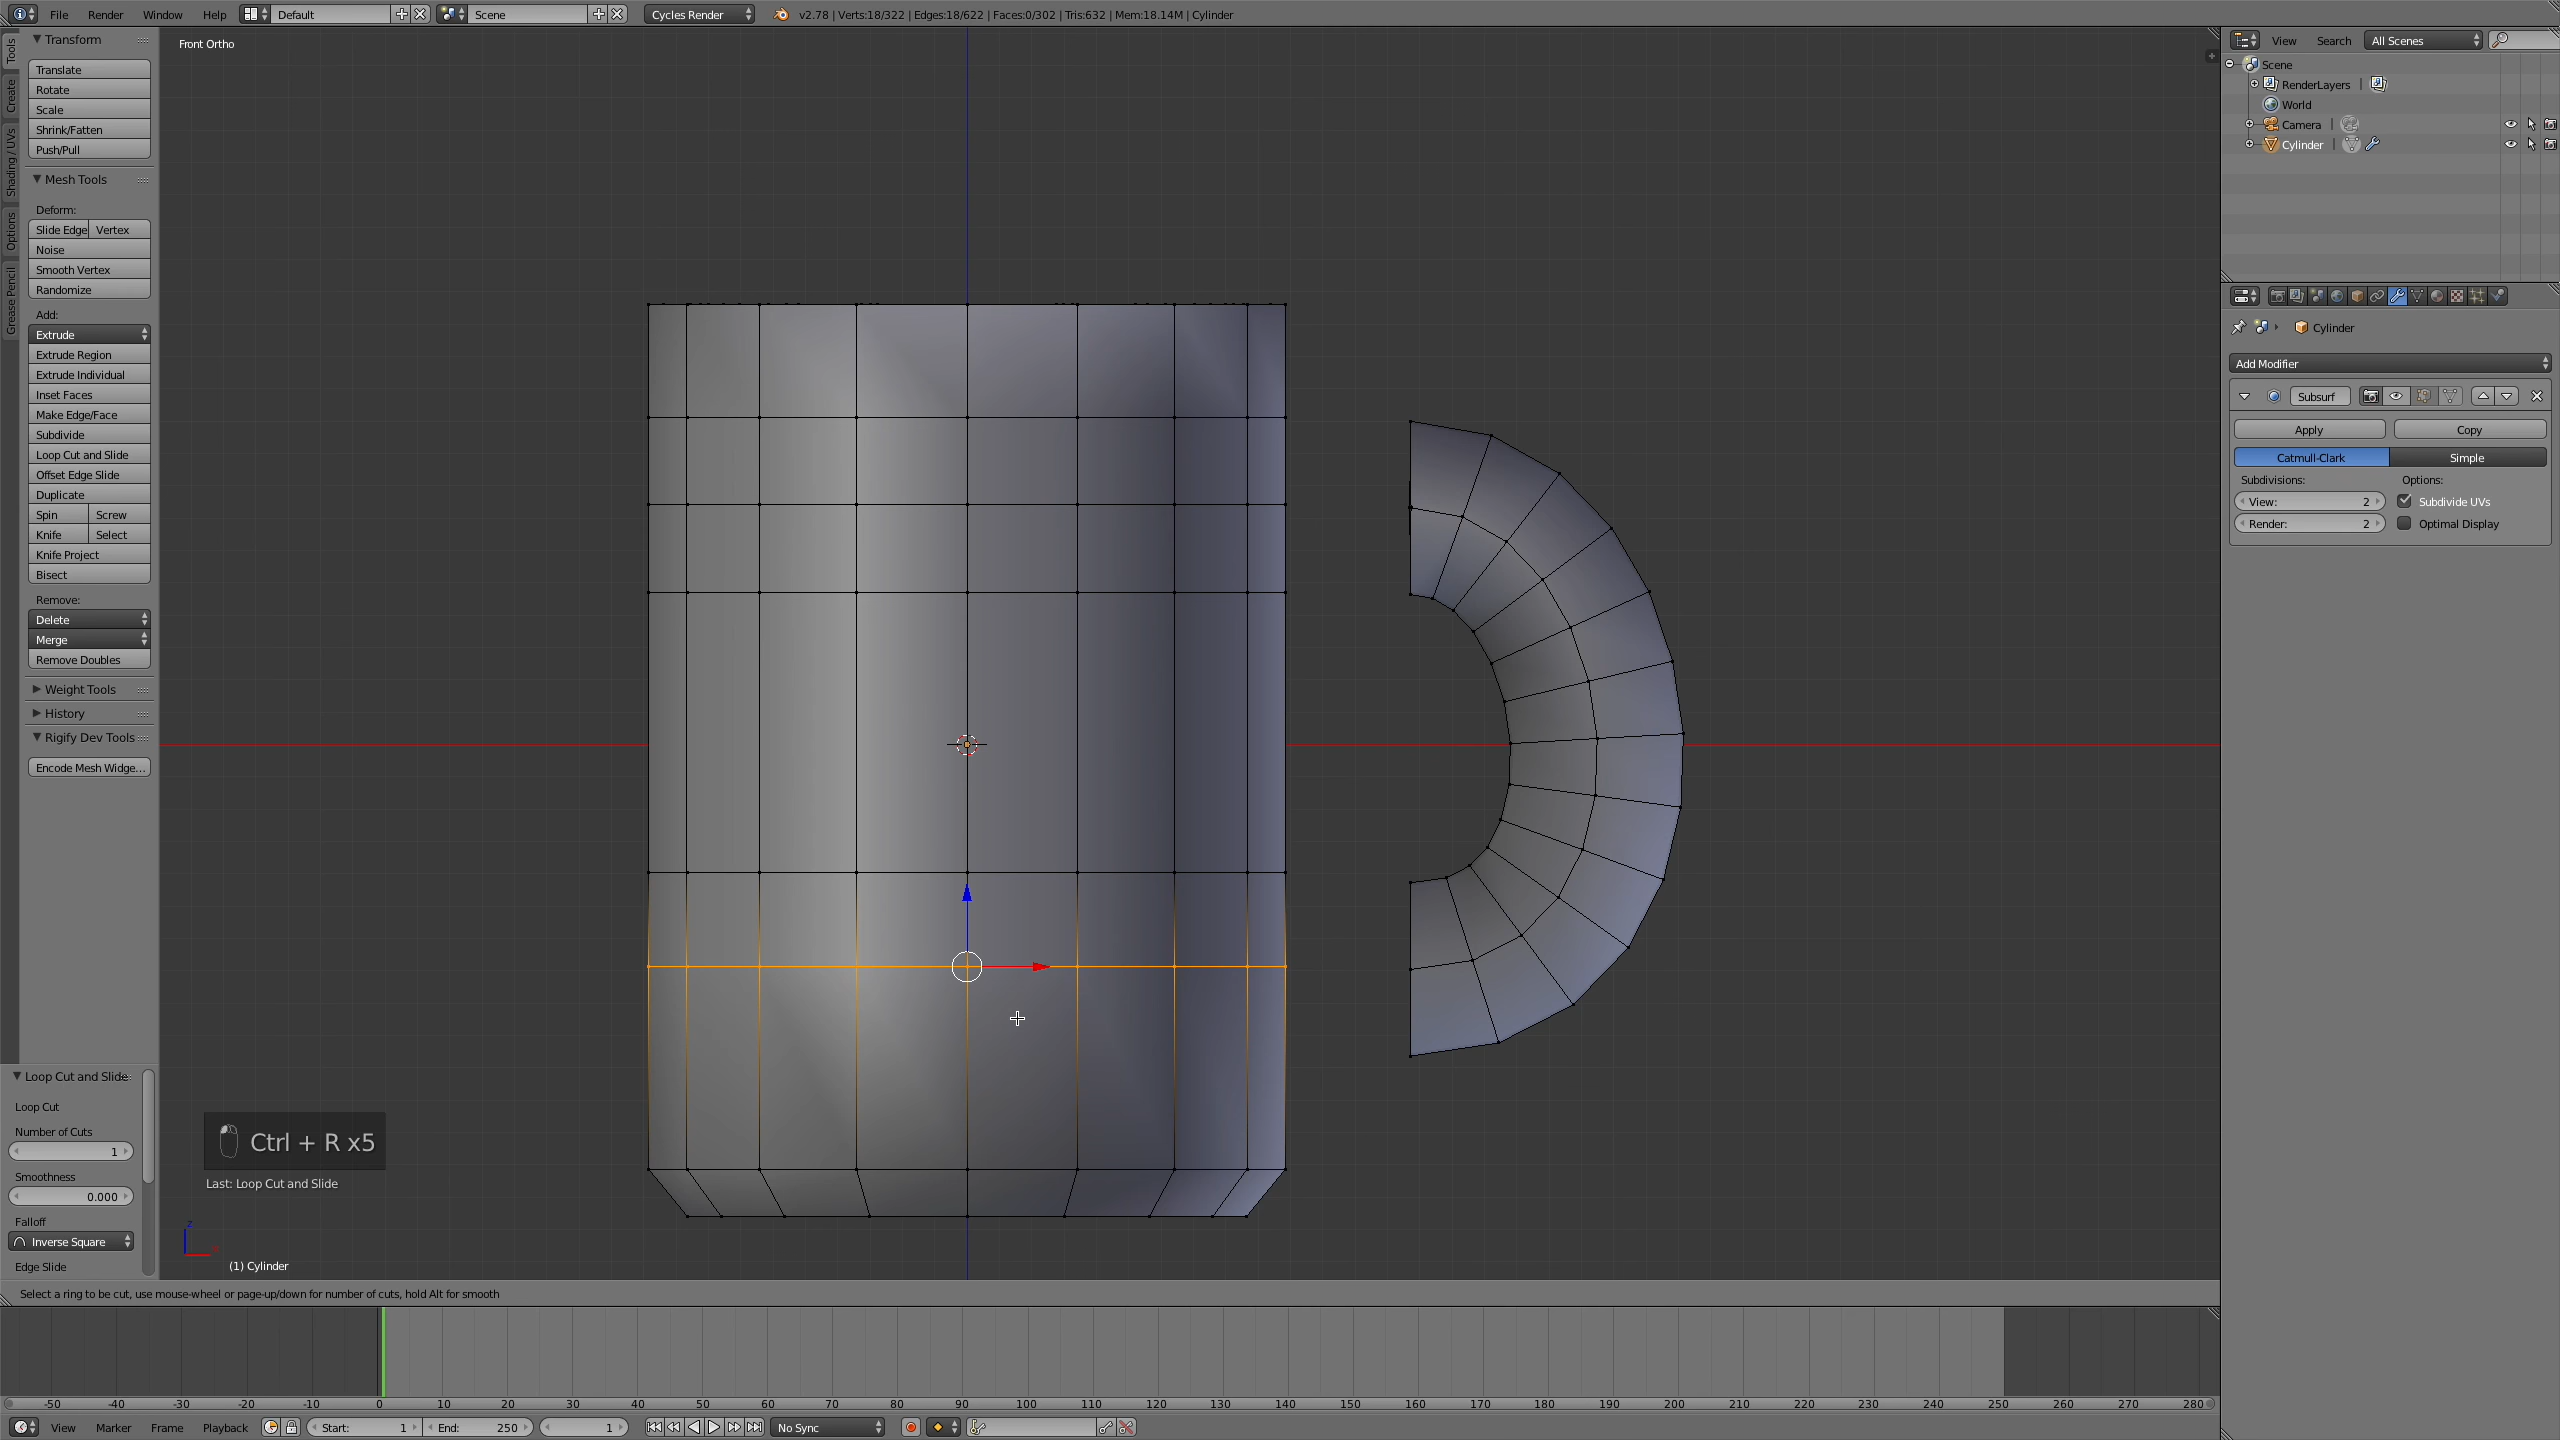 File Render Window Help Default Scene Cycles Render v2.78 | Verts:18/322 | Edges:18/622 | Faces:0/302 | Tris:632 | Mem:18.14M | Cylinder
Tools
Create
Shading / UVs
Options
Grease Pencil
Transform
Translate
Rotate
Scale
Shrink/Fatten
Push/Pull
Mesh Tools
Deform:
Slide Edge Vertex
Noise
Smooth Vertex
Randomize
Add:
Extrude
Extrude Region
Extrude Individual
Inset Faces
Make Edge/Face
Subdivide
Loop Cut and Slide
Offset Edge Slide
Duplicate
Spin Screw
Knife Select
Knife Project
Bisect
Remove:
Delete
Merge
Remove Doubles
Weight Tools
History
Rigify Dev Tools
Encode Mesh Widge...
Loop Cut and Slide
Loop Cut
Number of Cuts
1
Smoothness
0.000
Falloff
Inverse Square
Edge Slide
Front Ortho
Ctrl + R x5
Last: Loop Cut and Slide
z
(1) Cylinder
Select a ring to be cut, use mouse-wheel or page-up/down for number of cuts, hold Alt for smooth
View Search All Scenes
Scene
RenderLayers |
World
Camera |
Cylinder |
Cylinder
Add Modifier
Subsurf
Apply Copy
Catmull-Clark Simple
Subdivisions: Options:
View: 2 Subdivide UVs
Render: 2 Optimal Display
-50 -40 -30 -20 -10 0 10 20 30 40 50 60 70 80 90 100 110 120 130 140 150 160 170 180 190 200 210 220 230 240 250 260 270 280
View Marker Frame Playback Start: 1 End: 250 1 No Sync